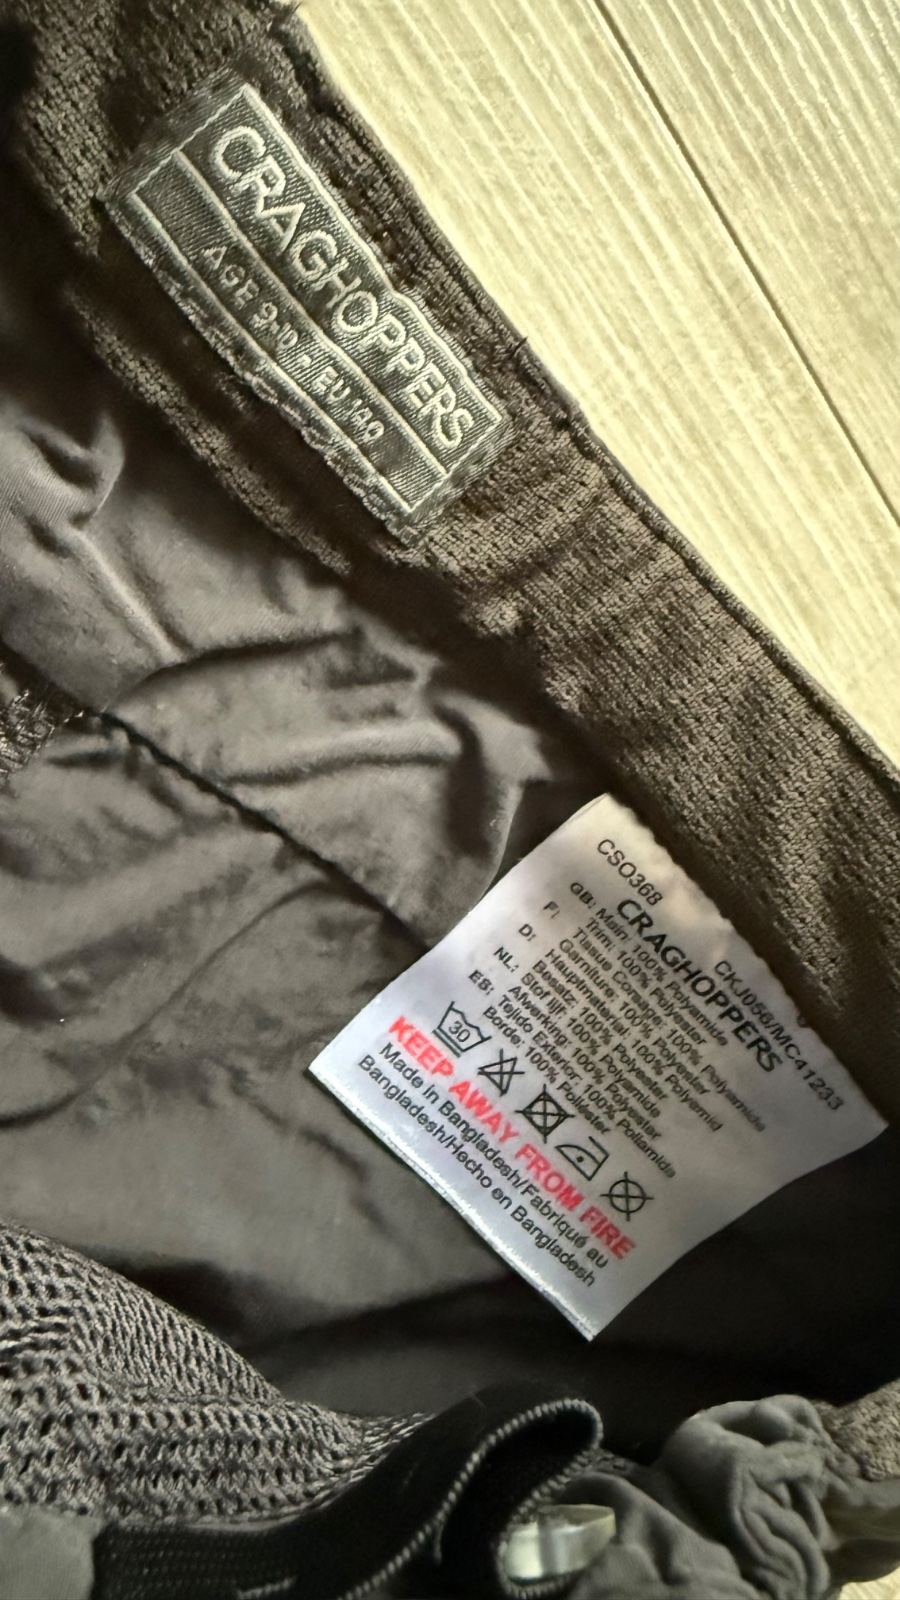 CRAGHOPPERS
AGE 9-10 / EU 140
CSO368
CKJ056/MC41233
CRAGHOPPERS
GB: Main: 100% Polyamide
Trim: 100% Polyester
F: Tissue Corsage: 100% Polyamide
Garniture: 100% Polyester
D: Hauptmaterial: 100% Polyamid
Besatz: 100% Polyester
NL: Stof lijf: 100% Polyamide
Afwerking: 100% Polyester
ES: Tejido Exterior: 100% Poliamida
Borde: 100% Poliéster
30
KEEP AWAY FROM FIRE
Made in Bangladesh/Fabriqué au
Bangladesh/Hecho en Bangladesh